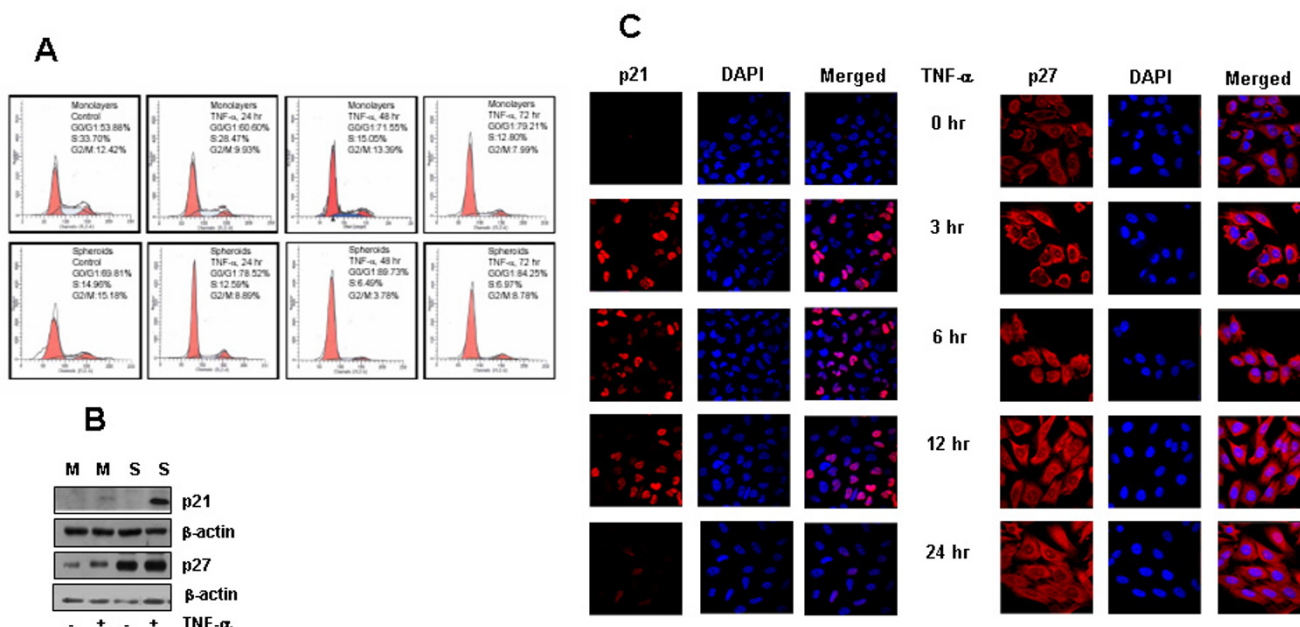 A
Monolayers
Control
G0/G1:53.88%
S:33.70%
G2/M:12.42%
Monolayers
TNF-α, 24 hr
G0/G1:60.60%
S:28.47%
G2/M:9.93%
Monolayers
TNF-α, 48 hr
G0/G1:71.55%
S:15.05%
G2/M:13.39%
Monolayers
TNF-α, 72 hr
G0/G1:79.21%
S:12.80%
G2/M:7.99%
Spheroids
Control
G0/G1:69.81%
S:14.96%
G2/M:15.18%
Spheroids
TNF-α, 24 hr
G0/G1:78.52%
S:12.59%
G2/M:8.89%
Spheroids
TNF-α, 48 hr
G0/G1:89.73%
S:6.49%
G2/M:3.78%
Spheroids
TNF-α, 72 hr
G0/G1:84.25%
S:6.97%
G2/M:8.78%
B
M M S S
p21
β-actin
p27
β-actin
- + - + TNF-α
C
p21 DAPI Merged TNF-α p27 DAPI Merged
0 hr
3 hr
6 hr
12 hr
24 hr